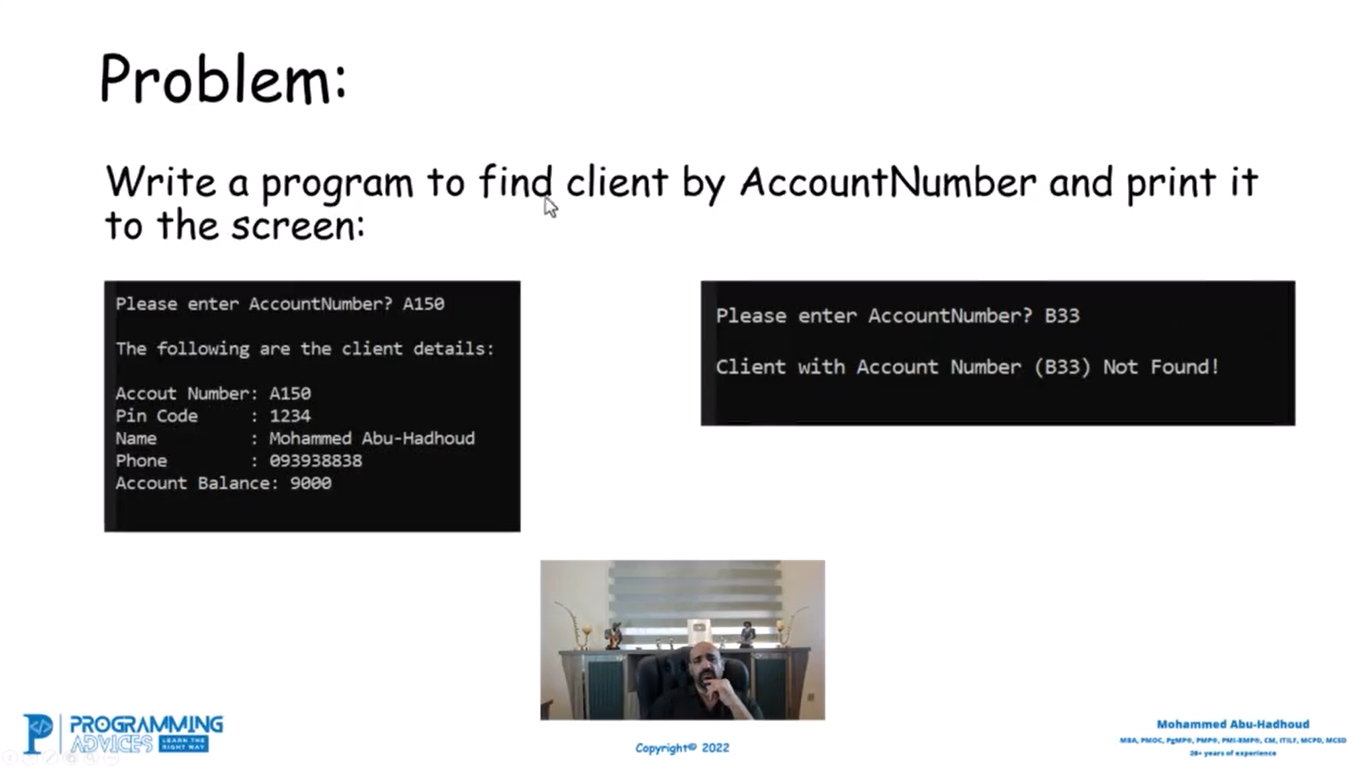 Problem:
Write a program to find client by AccountNumber and print it
to the screen:
Please enter AccountNumber? A150
The following are the client details:
Accout Number: A150
Pin Code : 1234
Name : Mohammed Abu-Hadhoud
Phone : 093938838
Account Balance: 9000
Please enter AccountNumber? B33
Client with Account Number (B33) Not Found!
PROGRAMMING
ADVICES LEARN THE
RIGHT WAY
Copyright© 2022
Mohammed Abu-Hadhoud
MBA, PMOC, PgMP®, PMP®, PMI-RMP®, CM, ITILF, MCPD, MCSD
26+ years of experience